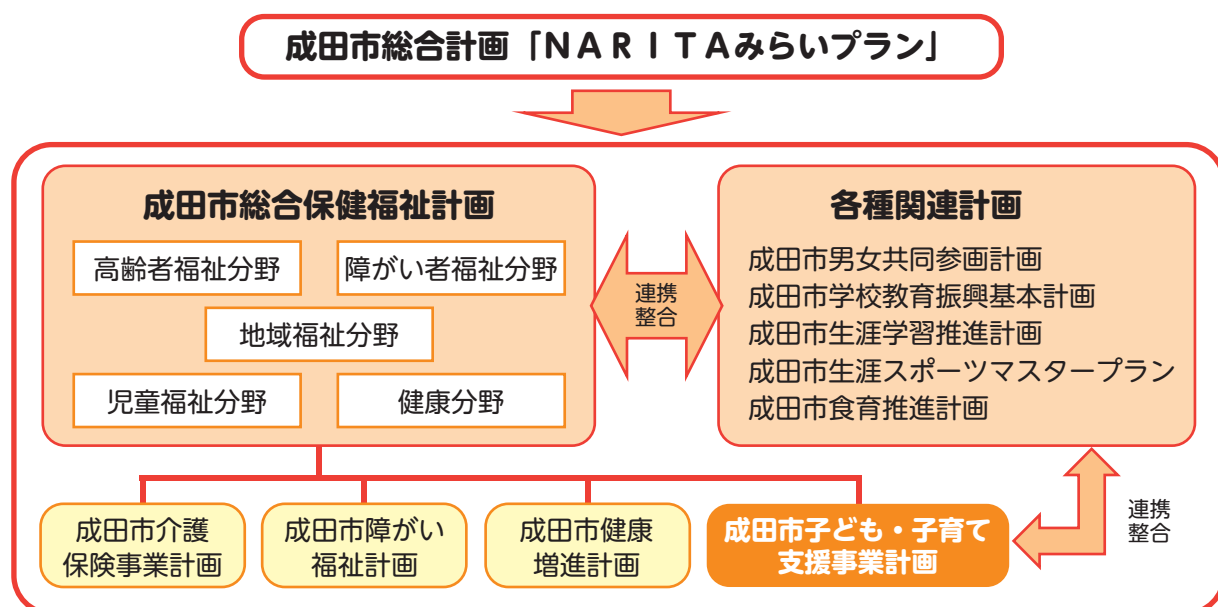 成田市総合計画「NARITAみらいプラン」
成田市総合保健福祉計画
高齢者福祉分野
障がい者福祉分野
地域福祉分野
児童福祉分野
健康分野
連携
整合
各種関連計画
成田市男女共同参画計画
成田市学校教育振興基本計画
成田市生涯学習推進計画
成田市生涯スポーツマスタープラン
成田市食育推進計画
成田市介護
保険事業計画
成田市障がい
福祉計画
成田市健康
増進計画
成田市子ども・子育て
支援事業計画
連携
整合